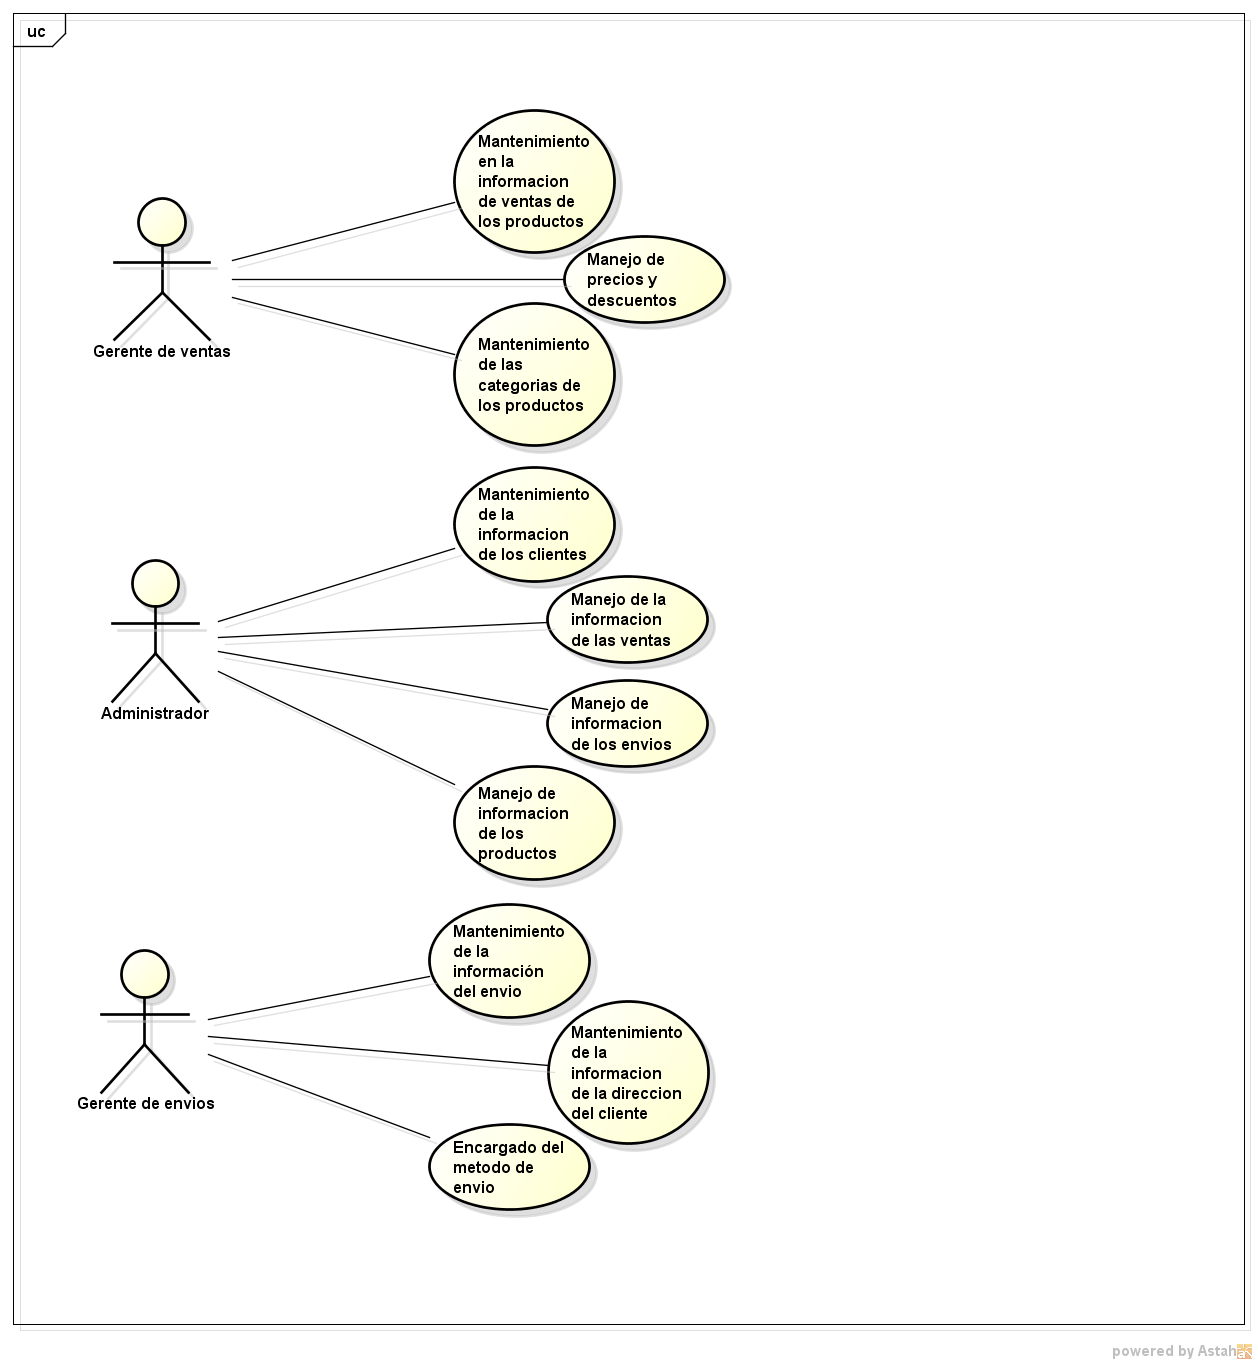 uc
Mantenimiento
en la
informacion
de ventas de
los productos
Manejo de
precios y
descuentos
Gerente de ventas
Mantenimiento
de las
categorias de
los productos
Mantenimiento
de la
informacion
de los clientes
Manejo de la
informacion
de las ventas
Administrador
Manejo de
informacion
de los envios
Manejo de
informacion
de los
productos
Mantenimiento
de la
información
del envio
Mantenimiento
de la
informacion
de la direccion
del cliente
Gerente de envios
Encargado del
metodo de
envio
powered by Astah